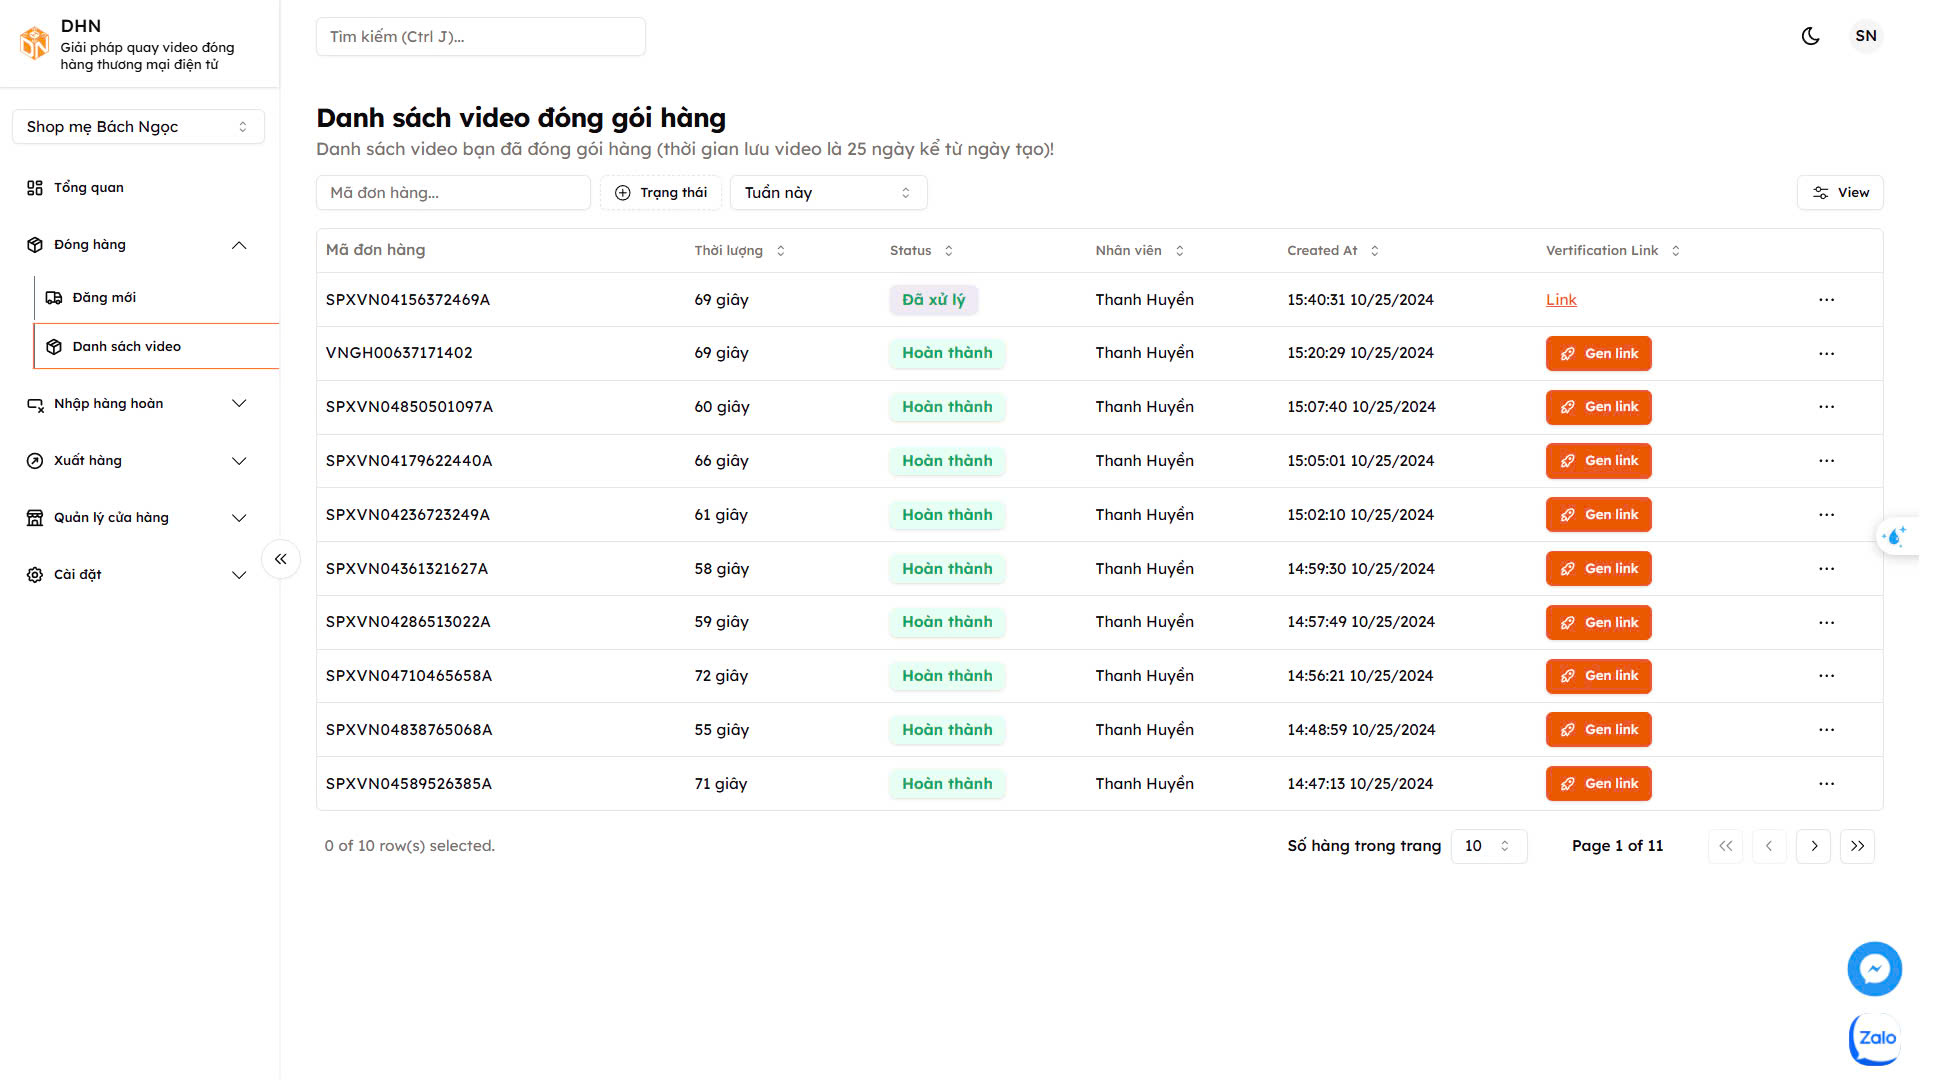 DHN
Giải pháp quay video đóng
hàng thương mại điện tử
Tìm kiếm (Ctrl J)...
SN
Shop mẹ Bách Ngọc
Tổng quan
Đóng hàng
Đăng mới
Danh sách video
Nhập hàng hoàn
Xuất hàng
Quản lý cửa hàng
Cài đặt
Danh sách video đóng gói hàng
Danh sách video bạn đã đóng gói hàng (thời gian lưu video là 25 ngày kể từ ngày tạo)!
Mã đơn hàng... Trạng thái Tuần này View
Mã đơn hàng Thời lượng Status Nhân viên Created At Vertification Link
SPXVN04156372469A 69 giây Đã xử lý Thanh Huyền 15:40:31 10/25/2024 Link
VNGH00637171402 69 giây Hoàn thành Thanh Huyền 15:20:29 10/25/2024 Gen link
SPXVN04850501097A 60 giây Hoàn thành Thanh Huyền 15:07:40 10/25/2024 Gen link
SPXVN04179622440A 66 giây Hoàn thành Thanh Huyền 15:05:01 10/25/2024 Gen link
SPXVN04236723249A 61 giây Hoàn thành Thanh Huyền 15:02:10 10/25/2024 Gen link
SPXVN04361321627A 58 giây Hoàn thành Thanh Huyền 14:59:30 10/25/2024 Gen link
SPXVN04286513022A 59 giây Hoàn thành Thanh Huyền 14:57:49 10/25/2024 Gen link
SPXVN04710465658A 72 giây Hoàn thành Thanh Huyền 14:56:21 10/25/2024 Gen link
SPXVN04838765068A 55 giây Hoàn thành Thanh Huyền 14:48:59 10/25/2024 Gen link
SPXVN04589526385A 71 giây Hoàn thành Thanh Huyền 14:47:13 10/25/2024 Gen link
0 of 10 row(s) selected. Số hàng trong trang 10 Page 1 of 11
Zalo